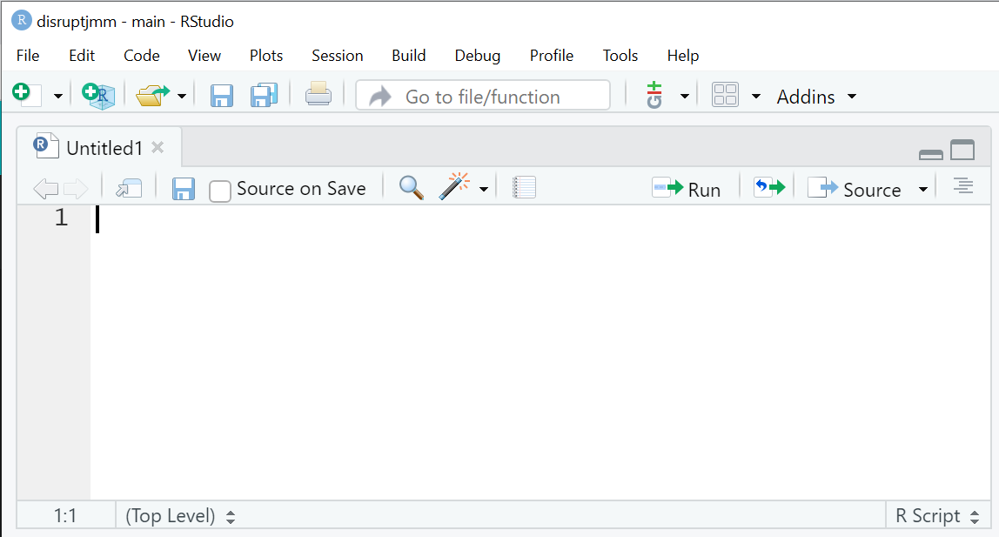 disruptjmm - main - RStudio
File Edit Code View Plots Session Build Debug Profile Tools Help
Go to file/function Addins
Untitled1
Source on Save Run Source
1
1:1 (Top Level) R Script